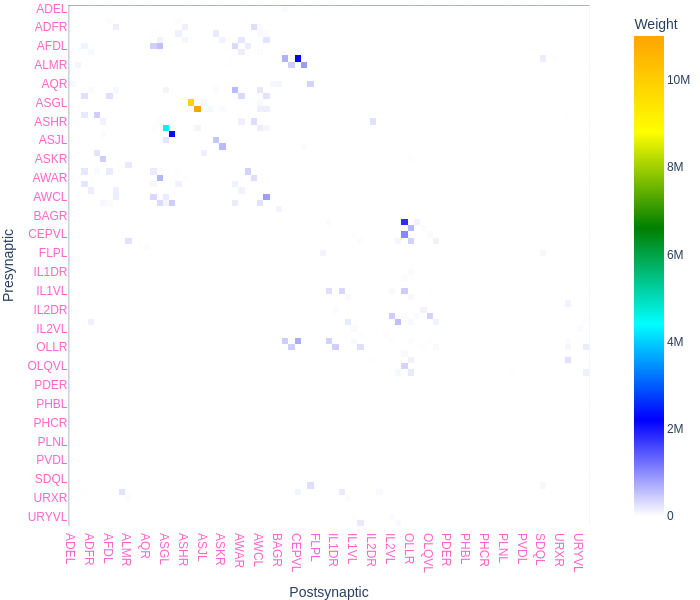 Weight
10M
8M
6M
4M
2M
0
Presynaptic
ADEL
ADFR
AFDL
ALMR
AQR
ASGL
ASHR
ASJL
ASKR
AWAR
AWCL
BAGR
CEPVL
FLPL
IL1DR
IL1VL
IL2DR
IL2VL
OLLR
OLQVL
PDER
PHBL
PHCR
PLNL
PVDL
SDQL
URXR
URYVL
ADEL
ADFR
AFDL
ALMR
AQR
ASGL
ASHR
ASJL
ASKR
AWAR
AWCL
BAGR
CEPVL
FLPL
IL1DR
IL1VL
IL2DR
IL2VL
OLLR
OLQVL
PDER
PHBL
PHCR
PLNL
PVDL
SDQL
URXR
URYVL
Postsynaptic